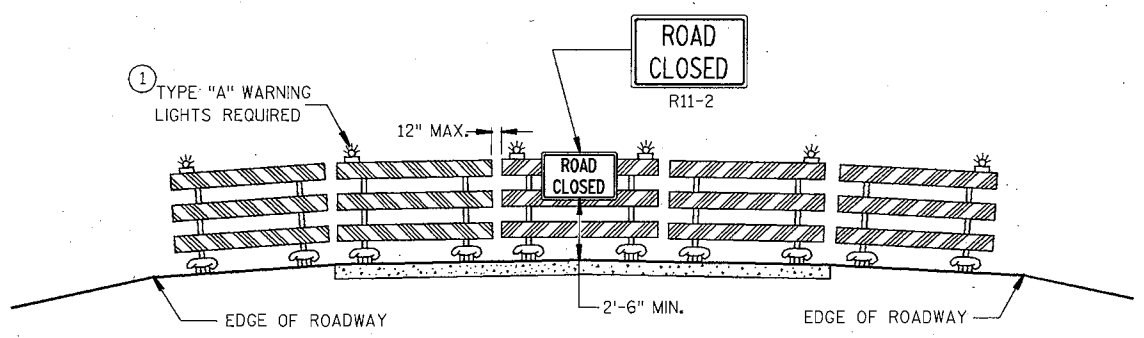 ROAD
CLOSED
R11-2
1
TYPE "A" WARNING
LIGHTS REQUIRED
12" MAX.
ROAD
CLOSED
2'-6" MIN.
EDGE OF ROADWAY
EDGE OF ROADWAY